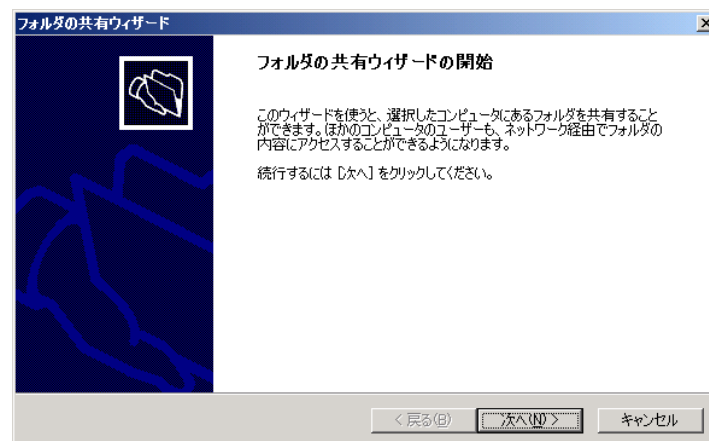 フォルダの共有ウィザード
フォルダの共有ウィザードの開始
このウィザードを使うと、選択したコンピュータにあるフォルダを共有すること
ができます。ほかのコンピュータのユーザーも、ネットワーク経由でフォルダの
内容にアクセスすることができるようになります。
続行するには [次へ] をクリックしてください。
< 戻る(B)
次へ(N) >
キャンセル